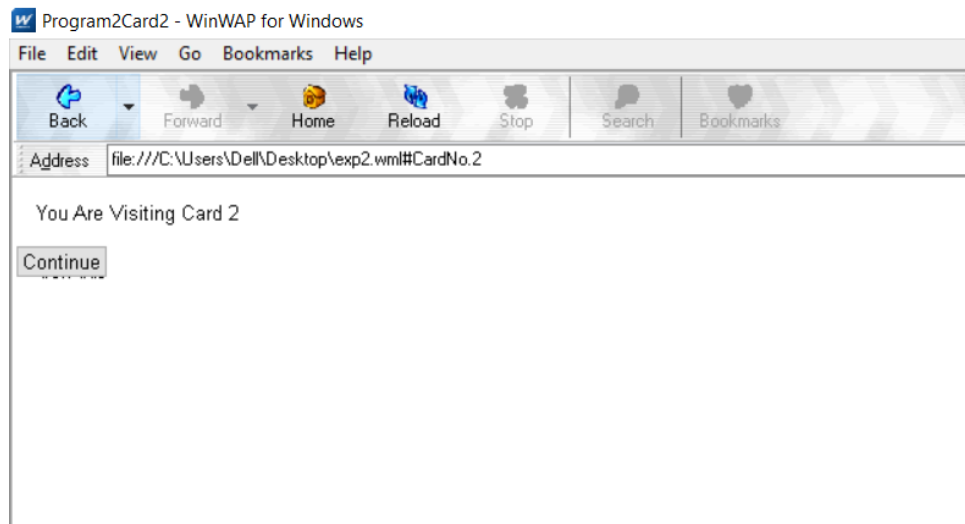 Program2Card2 - WinWAP for Windows
File Edit View Go Bookmarks Help
Back Forward Home Reload Stop Search Bookmarks
Address file:///C:\Users\Dell\Desktop\exp2.wml#CardNo.2
You Are Visiting Card 2
Continue